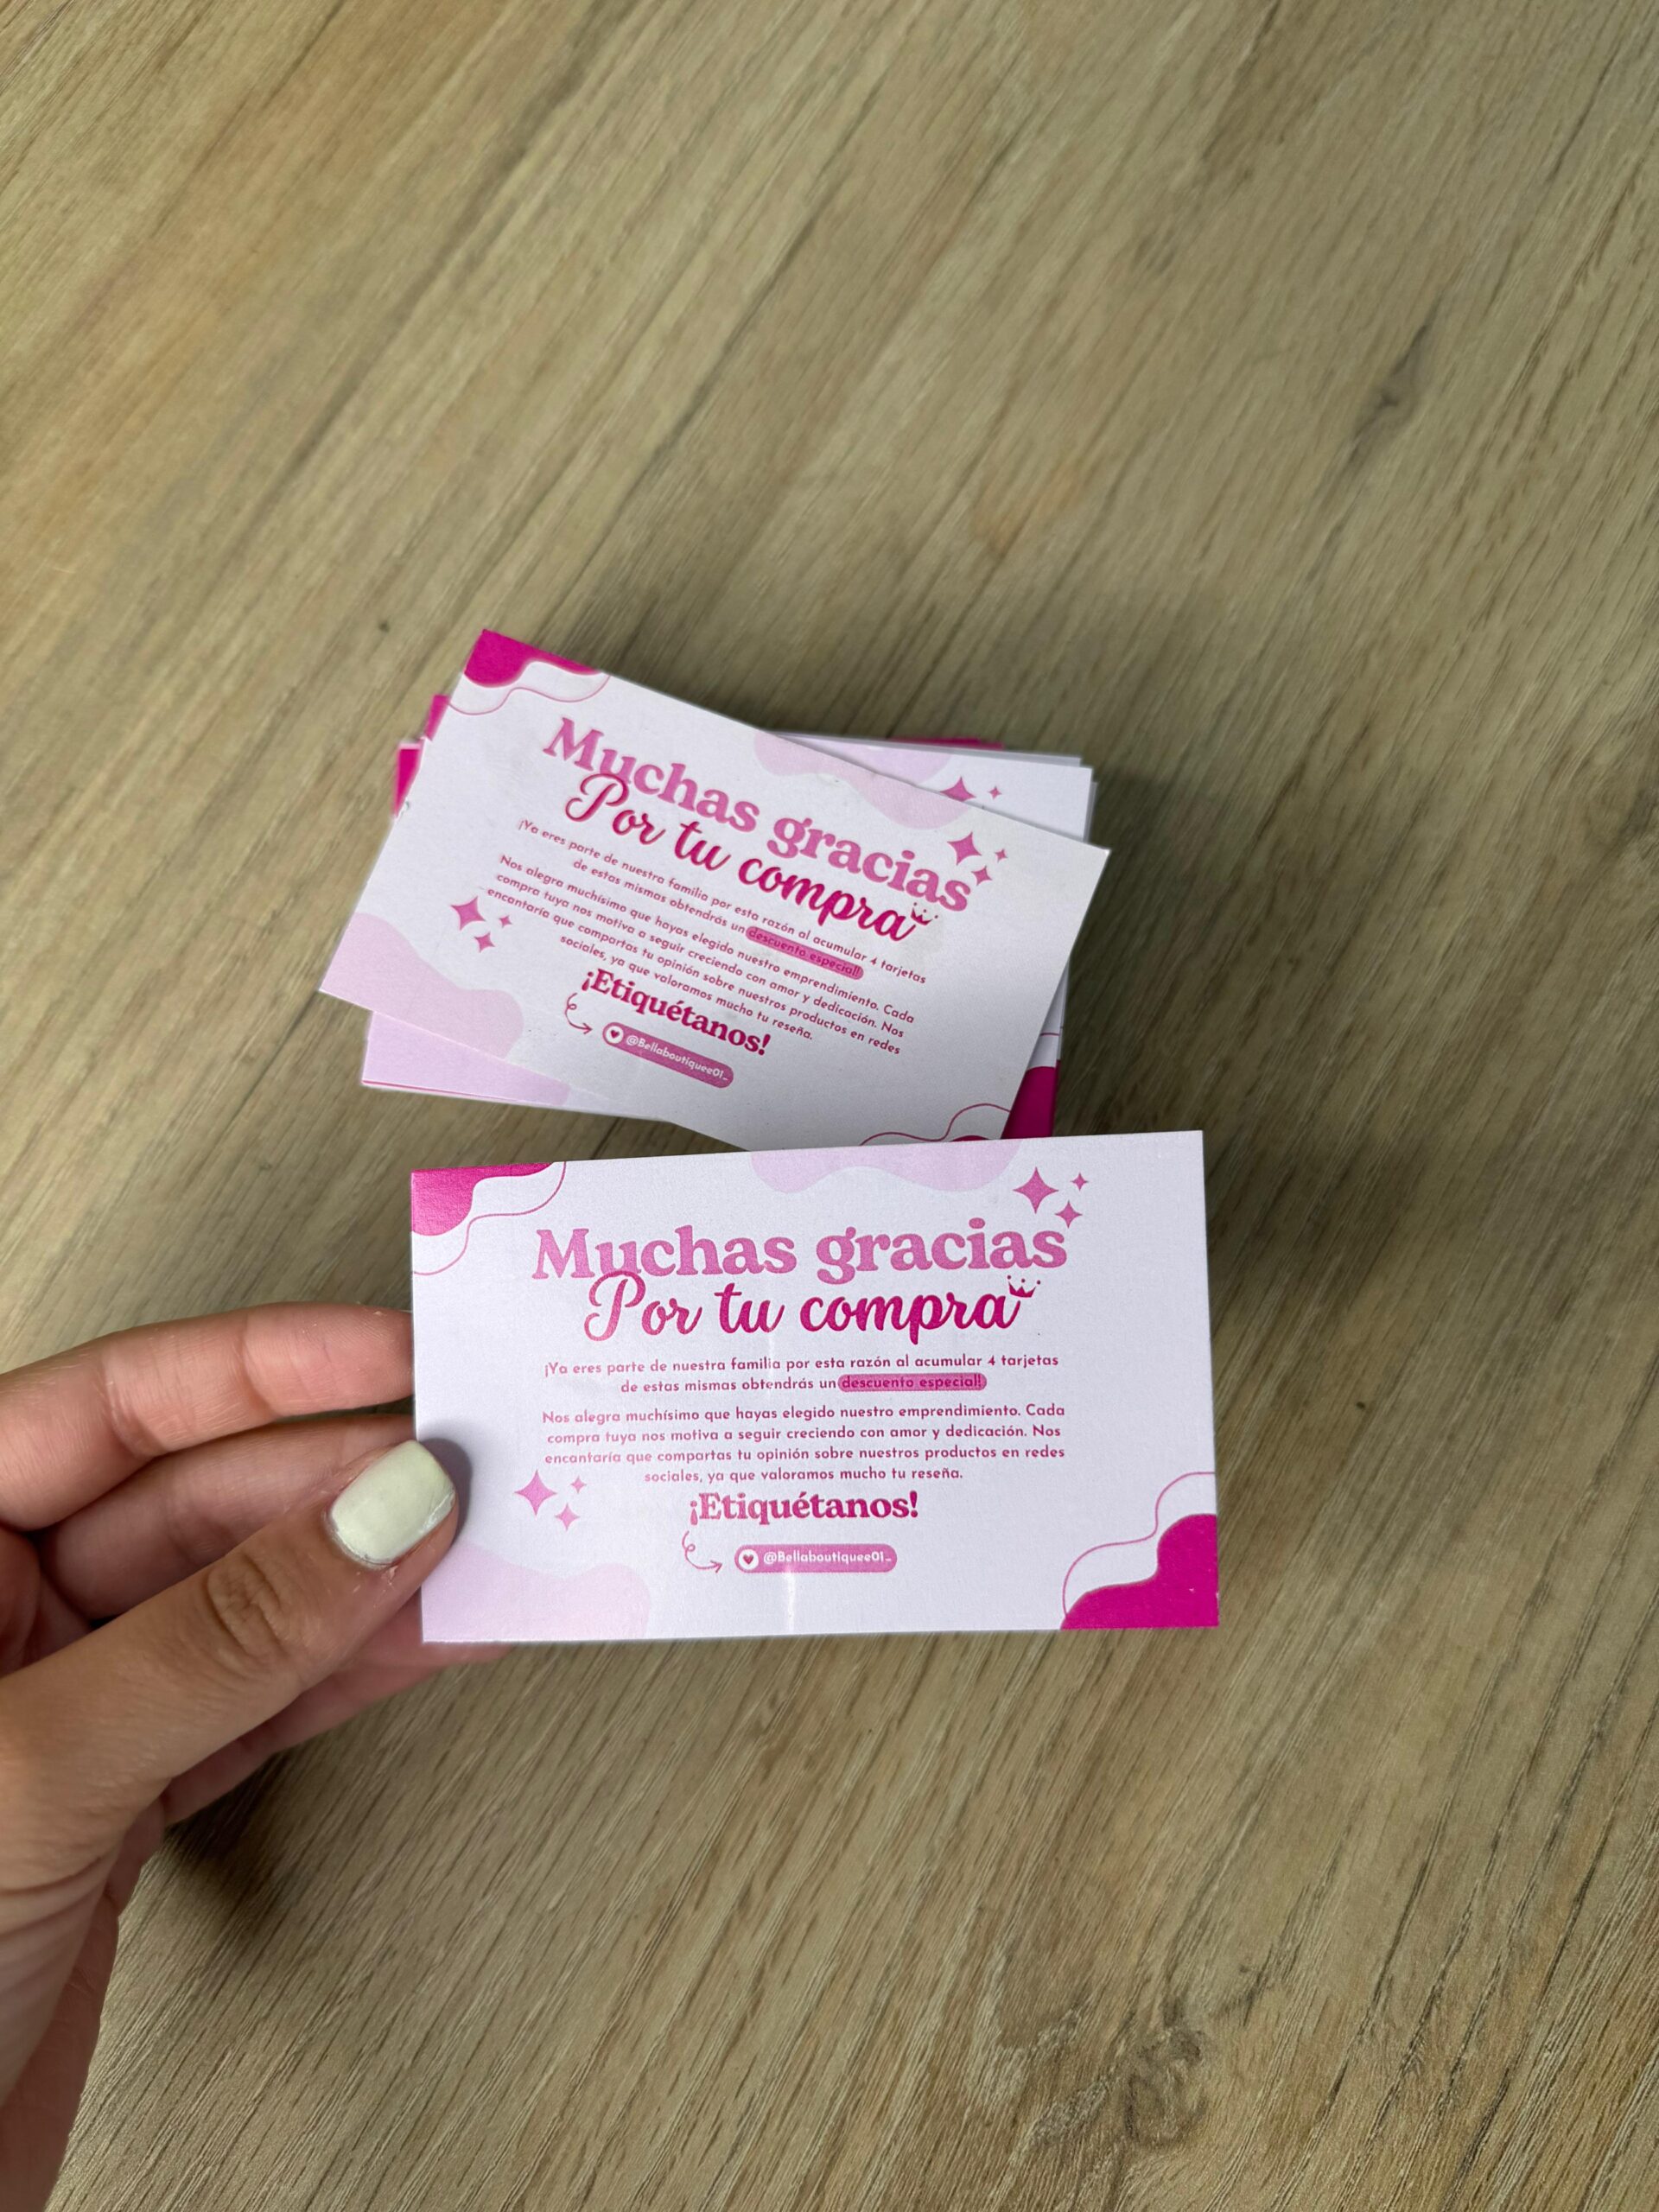 Muchas gracias
Por tu compra
¡Ya eres parte de nuestra familia por esta razón al acumular 4 tarjetas
de estas mismas obtendrás un descuento especial!
Nos alegra muchísimo que hayas elegido nuestro emprendimiento. Cada
compra tuya nos motiva a seguir creciendo con amor y dedicación. Nos
encantaría que compartas tu opinión sobre nuestros productos en redes
sociales, ya que valoramos mucho tu reseña.
¡Etiquétanos!
@Bellaboutiquee01_
Muchas gracias
Por tu compra
¡Ya eres parte de nuestra familia por esta razón al acumular 4 tarjetas
de estas mismas obtendrás un descuento especial!
Nos alegra muchísimo que hayas elegido nuestro emprendimiento. Cada
compra tuya nos motiva a seguir creciendo con amor y dedicación. Nos
encantaría que compartas tu opinión sobre nuestros productos en redes
sociales, ya que valoramos mucho tu reseña.
¡Etiquétanos!
@Bellaboutiquee01_